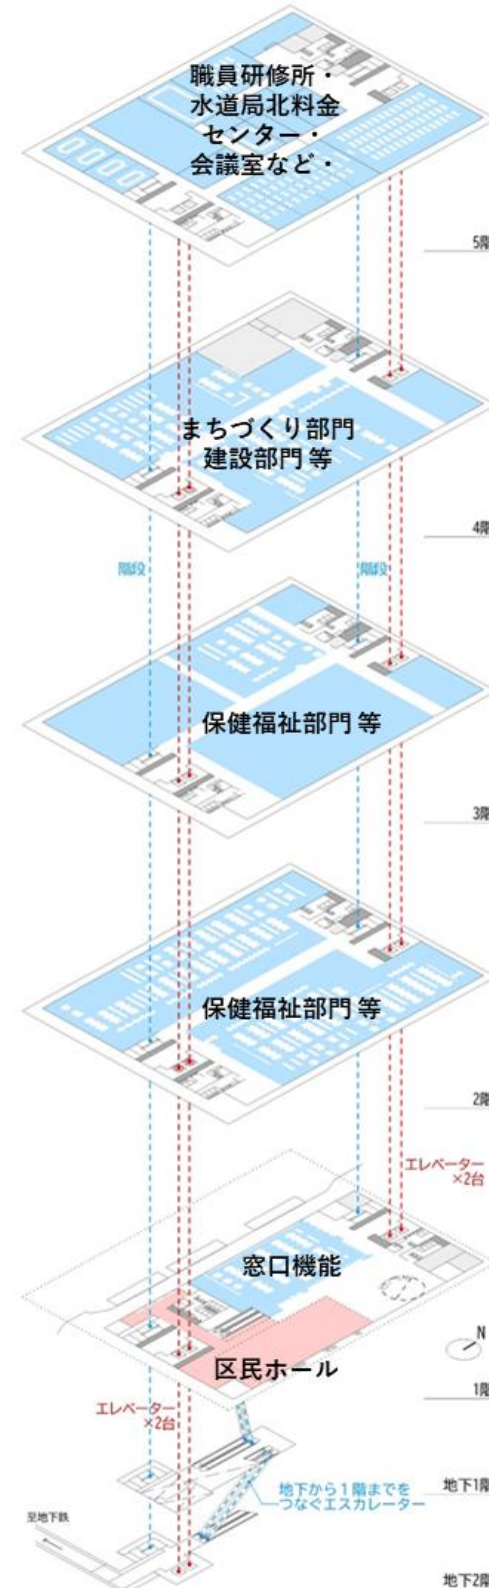 職員研修所・
水道局北料金
センター・
会議室など・
5階
まちづくり部門
建設部門 等
4階
階段
階段
保健福祉部門 等
3階
保健福祉部門 等
2階
エレベーター
×2台
窓口機能
N
区民ホール
1階
エレベーター
×2台
地下から1階までを
つなぐエスカレーター
地下1階
至地下鉄
地下2階